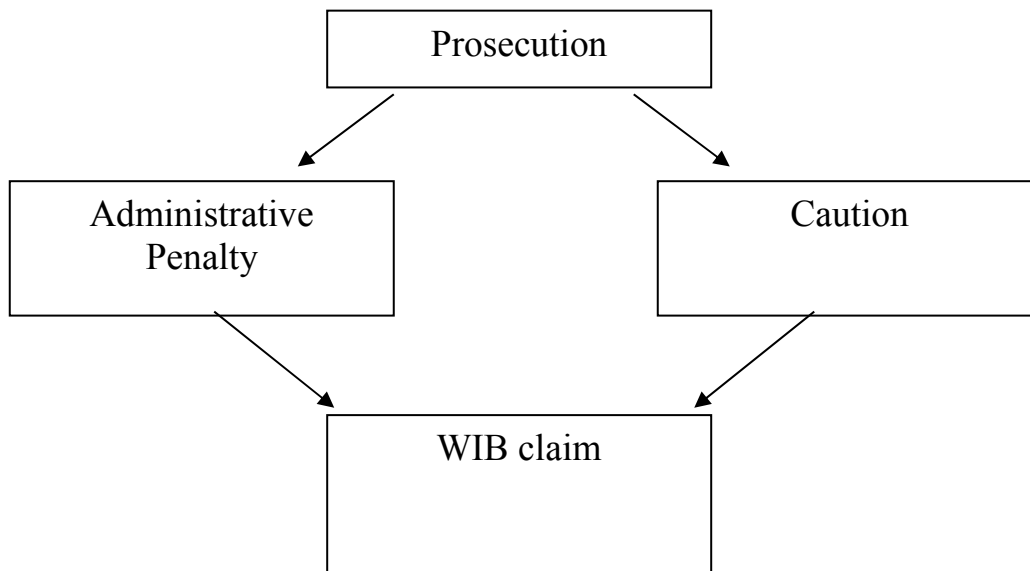 Prosecution
Administrative
Penalty
Caution
WIB claim